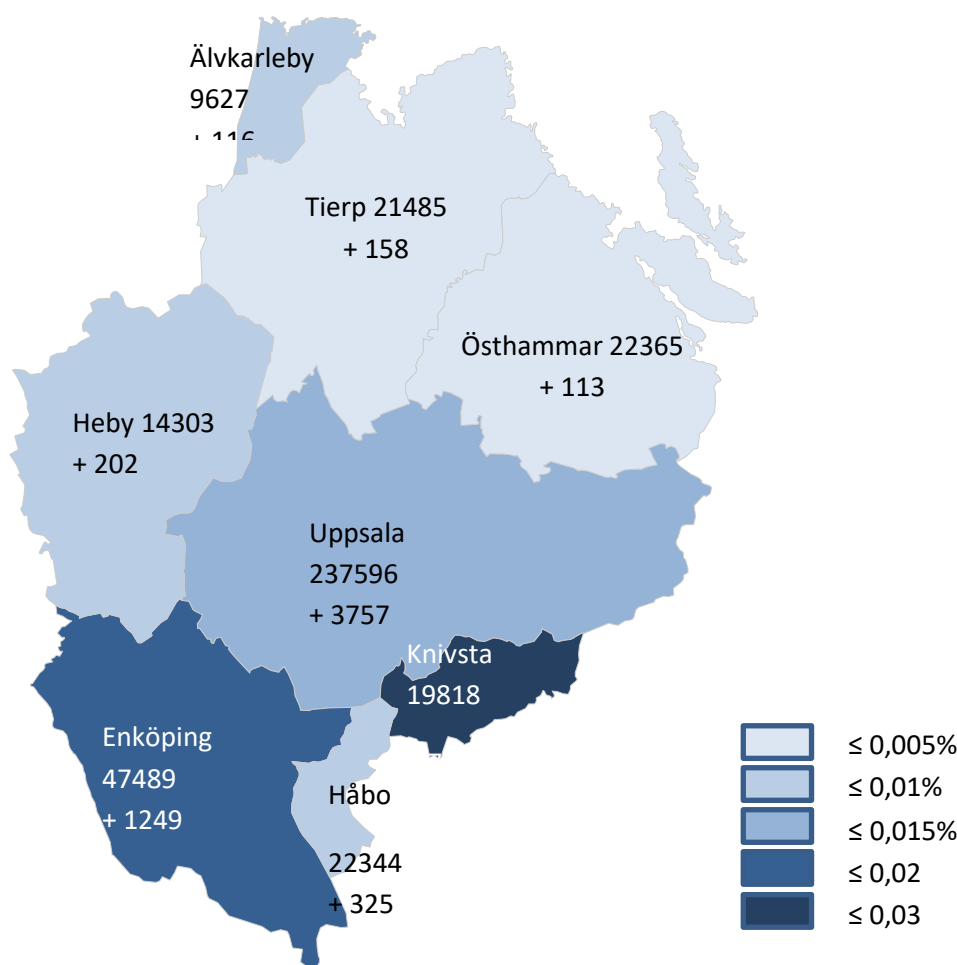 Älvkarleby
9627
+ 116
Tierp 21485
+ 158
Östhammar 22365
+ 113
Heby 14303
+ 202
Uppsala
237596
+ 3757
Knivsta
19818
Enköping
47489
+ 1249
Håbo
22344
+ 325
≤ 0,005%
≤ 0,01%
≤ 0,015%
≤ 0,02
≤ 0,03